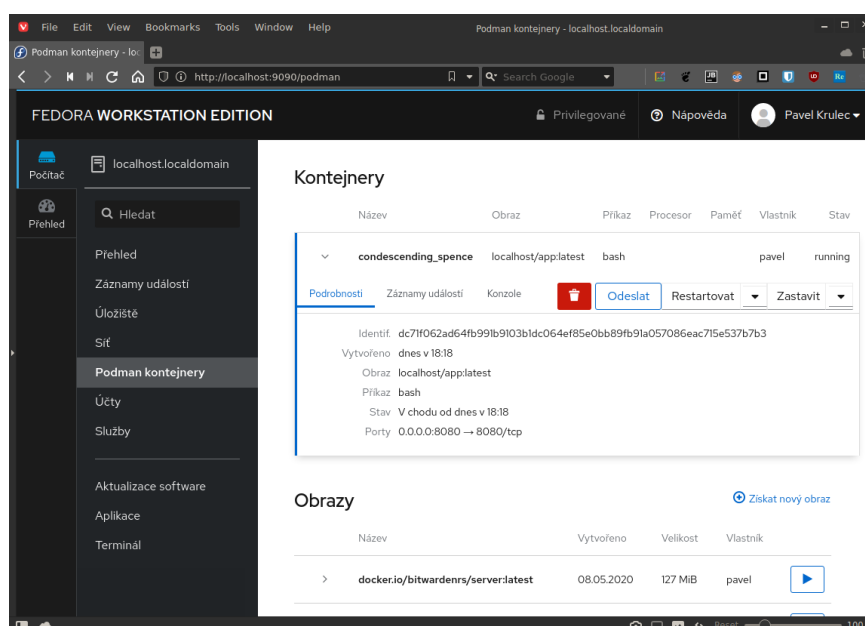 File Edit View Bookmarks Tools Window Help Podman kontejnery - localhost.localdomain
Podman kontejnery - loc
http://localhost:9090/podman Search Google
FEDORA WORKSTATION EDITION Privilegované Nápověda Pavel Krulec
Počítač
Přehled
localhost.localdomain
Hledat
Přehled
Záznamy událostí
Úložiště
Síť
Podman kontejnery
Účty
Služby
Aktualizace software
Aplikace
Terminál
Kontejnery
Název Obraz Příkaz Procesor Paměť Vlastník Stav
condescending_spence localhost/app:latest bash pavel running
Podrobnosti Záznamy událostí Konzole Odeslat Restartovat Zastavit
Identif. dc71f062ad64fb991b9103b1dc064ef85e0bb89fb91a057086eac715e537b7b3
Vytvořeno dnes v 18:18
Obraz localhost/app:latest
Příkaz bash
Stav V chodu od dnes v 18:18
Porty 0.0.0.0:8080 → 8080/tcp
Obrazy Získat nový obraz
Název Vytvořeno Velikost Vlastník
docker.io/bitwardenrs/server:latest 08.05.2020 127 MiB pavel
Reset